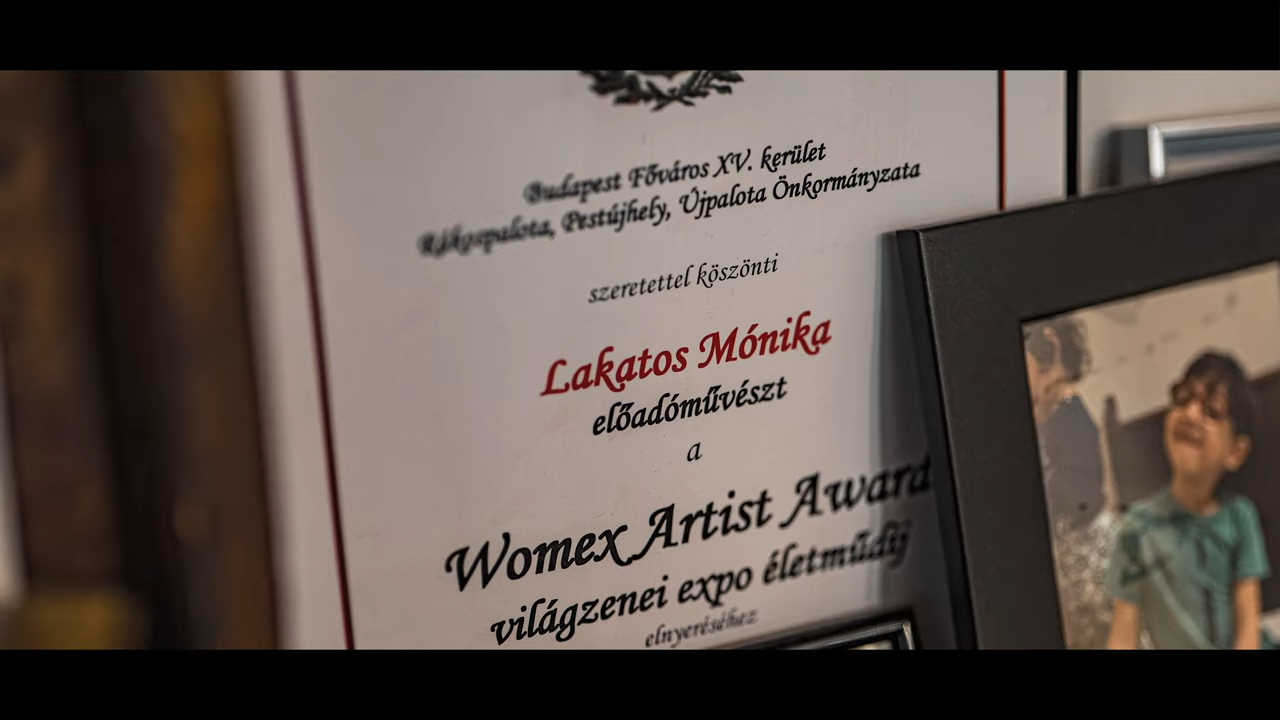 Budapest Főváros XV. kerület
Rákospalota, Pestújhely, Újpalota Önkormányzata
szeretettel köszönti
Lakatos Mónika
előadóművészt
a
Womex Artist Award
világzenei expo életműdíj
elnyeréséhez